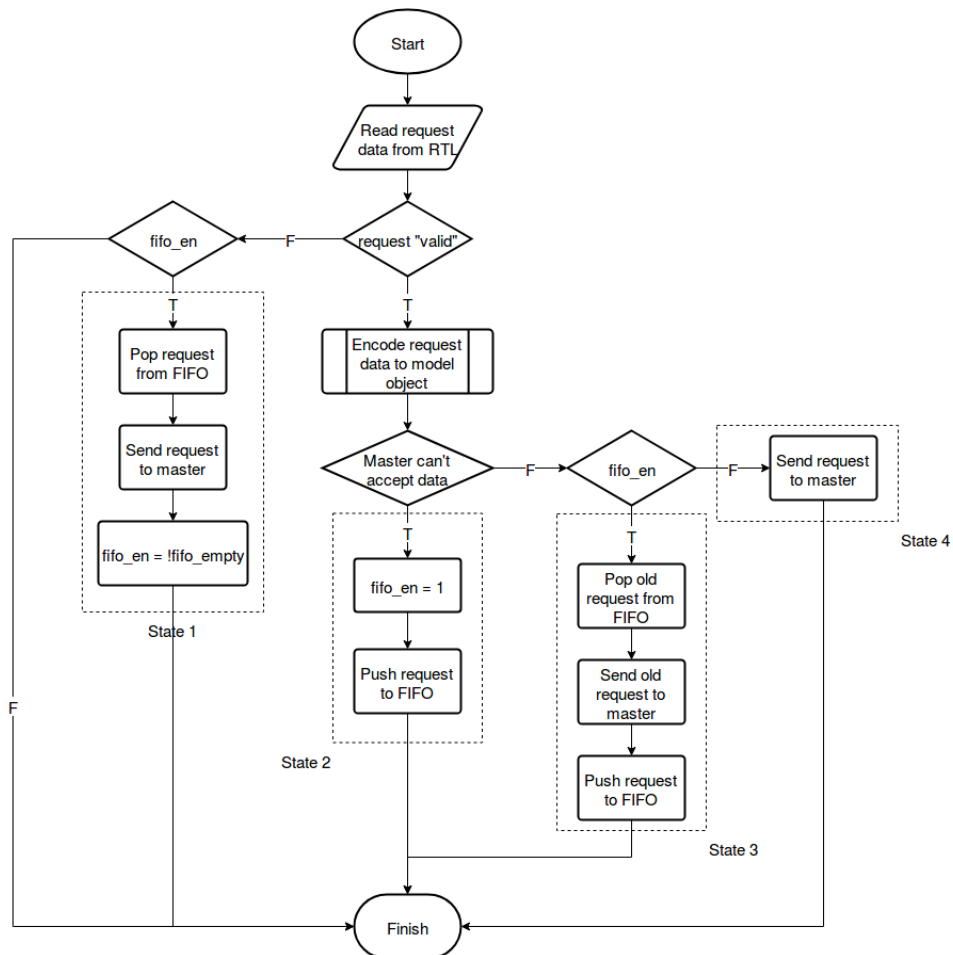 Start
Read request
data from RTL
request "valid"
F
fifo_en
T
Pop request
from FIFO
Send request
to master
fifo_en = !fifo_empty
State 1
F
T
Encode request
data to model
object
Master can't
accept data
T
fifo_en = 1
Push request
to FIFO
State 2
F
fifo_en
T
Pop old
request from
FIFO
Send old
request to
master
Push request
to FIFO
State 3
F
Send request
to master
State 4
Finish